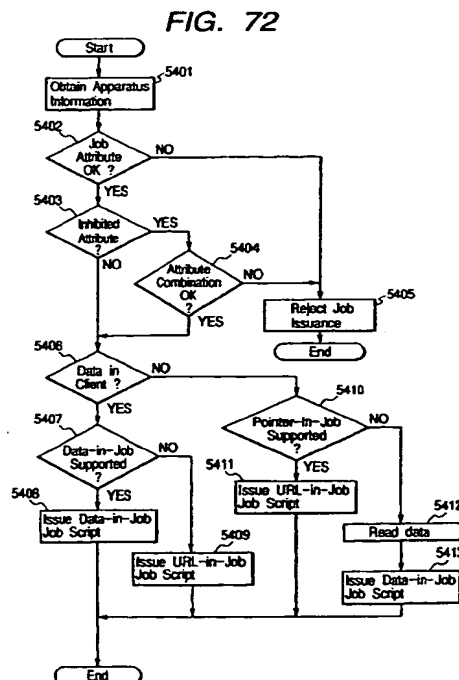 FIG. 72
Start
5401
Obtain Apparatus
Information
5402
Job
Attribute
OK ?
NO
YES
5403
Inhibited
Attribute
?
YES
NO
5404
Attribute
Combination
OK
?
NO
YES
5405
Reject Job
Issuance
End
5406
Data in
Client ?
NO
YES
5407
Data-in-Job
Supported
?
NO
YES
5408
Issue Data-in-Job
Job Script
5409
Issue URL-in-Job
Job Script
5410
Pointer-In-Job
Supported
?
NO
YES
5411
Issue URL-in-Job
Job Script
5412
Read data
5413
Issue Data-in-Job
Job Script
End